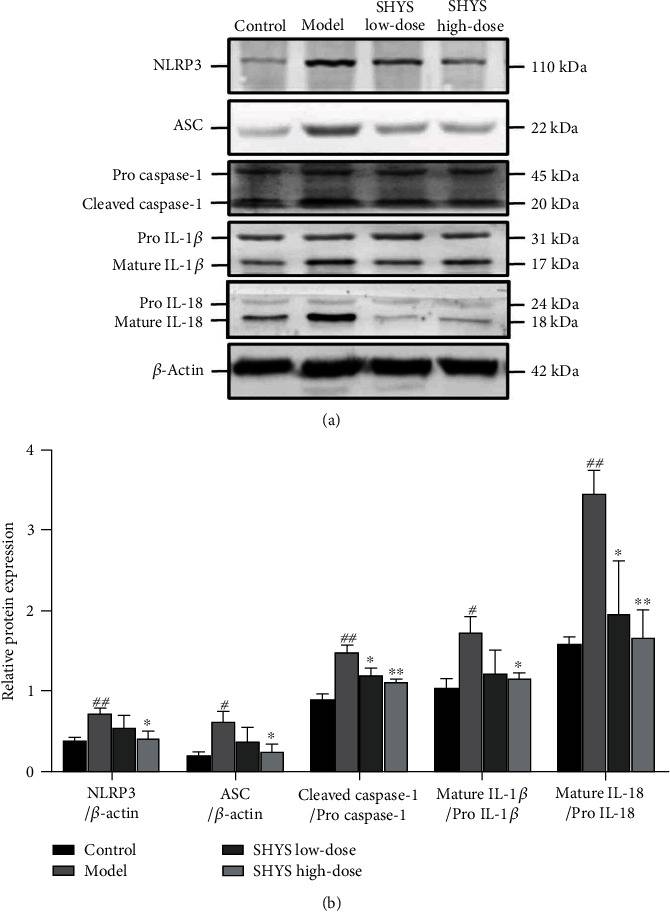 Control Model SHYS low-dose SHYS high-dose
NLRP3 110 kDa
ASC 22 kDa
Pro caspase-1 45 kDa
Cleaved caspase-1 20 kDa
Pro IL-1β 31 kDa
Mature IL-1β 17 kDa
Pro IL-18 24 kDa
Mature IL-18 18 kDa
β-Actin 42 kDa
(a)
Relative protein expression
4
3
2
1
0
## * # * ## * ** # * ## * **
NLRP3 ASC Cleaved caspase-1 Mature IL-1β Mature IL-18
/β-actin /β-actin /Pro caspase-1 /Pro IL-1β /Pro IL-18
Control SHYS low-dose
Model SHYS high-dose
(b)